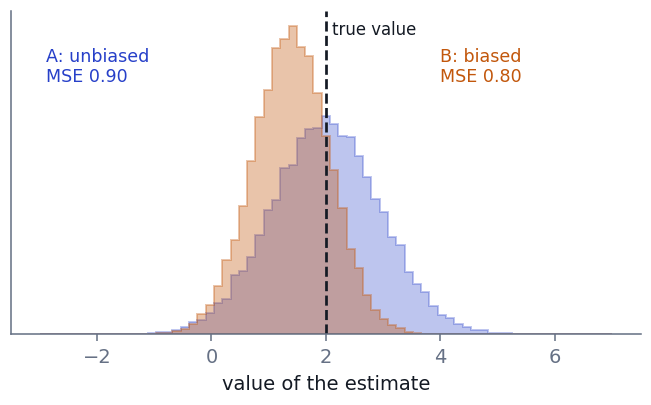 true value
A: unbiased
MSE 0.90
B: biased
MSE 0.80
−2 0 2 4 6
value of the estimate